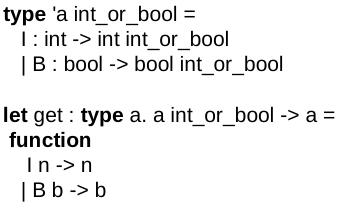 type 'a int_or_bool =
I : int -> int int_or_bool
| B : bool -> bool int_or_bool
let get : type a. a int_or_bool -> a =
function
I n -> n
| B b -> b